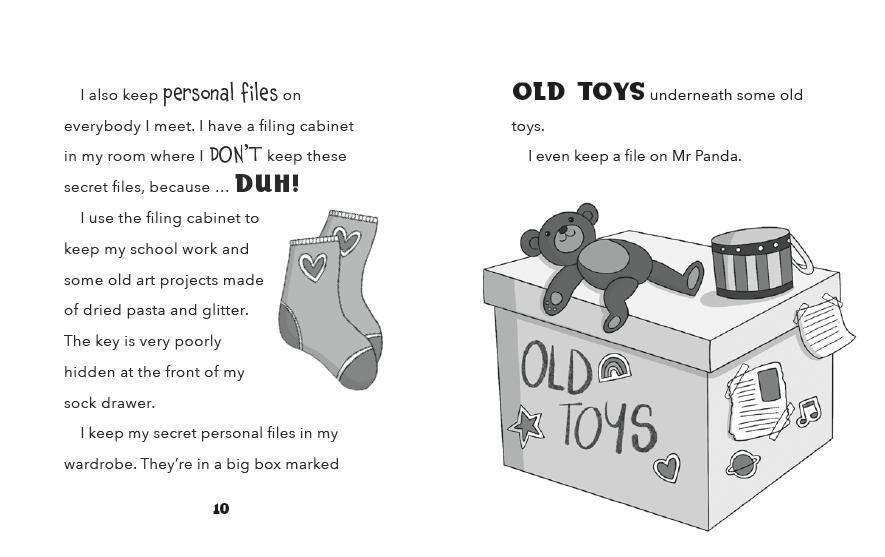 I also keep personal files on
everybody I meet. I have a filing cabinet
in my room where I DON'T keep these
secret files, because … DUH!
I use the filing cabinet to
keep my school work and
some old art projects made
of dried pasta and glitter.
The key is very poorly
hidden at the front of my
sock drawer.
I keep my secret personal files in my
wardrobe. They're in a big box marked
10
OLD TOYS underneath some old
toys.
I even keep a file on Mr Panda.
OLD
TOYS